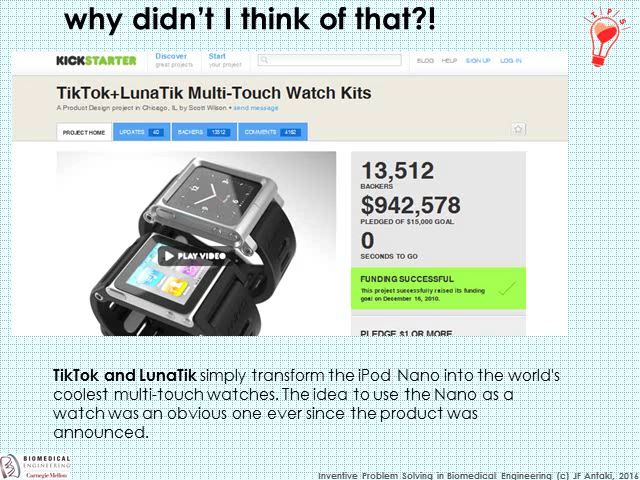 why didn't I think of that?!
I P S
KICKSTARTER
Discover
great projects
Start
your project
BLOG HELP SIGN UP LOG IN
TikTok+LunaTik Multi-Touch Watch Kits
A Product Design project in Chicago, IL by Scott Wilson • send message
PROJECT HOME UPDATES 40 BACKERS 13512 COMMENTS 4162
PLAY VIDEO
13,512
BACKERS
$942,578
PLEDGED OF $15,000 GOAL
0
SECONDS TO GO
FUNDING SUCCESSFUL
This project successfully raised its funding
goal on December 16, 2010.
PLEDGE $1 OR MORE
TikTok and LunaTik simply transform the iPod Nano into the world's
coolest multi-touch watches. The idea to use the Nano as a
watch was an obvious one ever since the product was
announced.
BIOMEDICAL
ENGINEERING
Carnegie Mellon
Inventive Problem Solving in Biomedical Engineering (c) JF Antaki, 2016